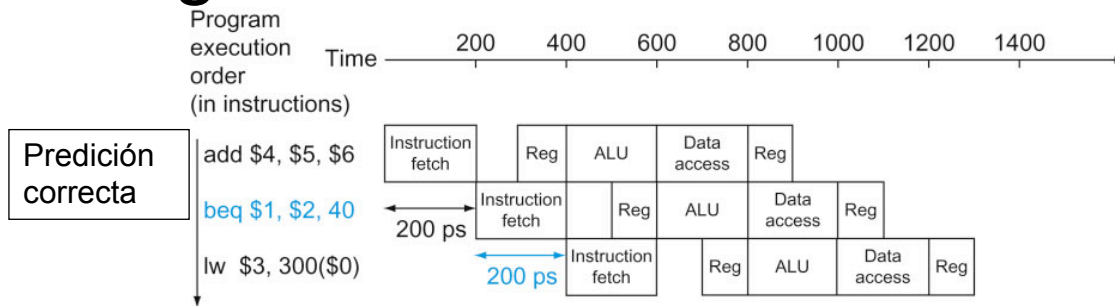 Program
execution
order
(in instructions)
Time
200 400 600 800 1000 1200 1400
Predición
correcta
add $4, $5, $6
Instruction
fetch
Reg
ALU
Data
access
Reg
beq $1, $2, 40
200 ps
Instruction
fetch
Reg
ALU
Data
access
Reg
lw $3, 300($0)
200 ps
Instruction
fetch
Reg
ALU
Data
access
Reg